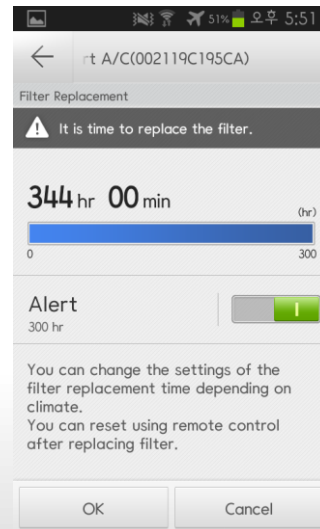 51% 오후 5:51
rt A/C(002119C195CA)
Filter Replacement
It is time to replace the filter.
344 hr 00 min
(hr)
0 300
Alert
300 hr
You can change the settings of the
filter replacement time depending on
climate.
You can reset using remote control
after replacing filter.
OK Cancel